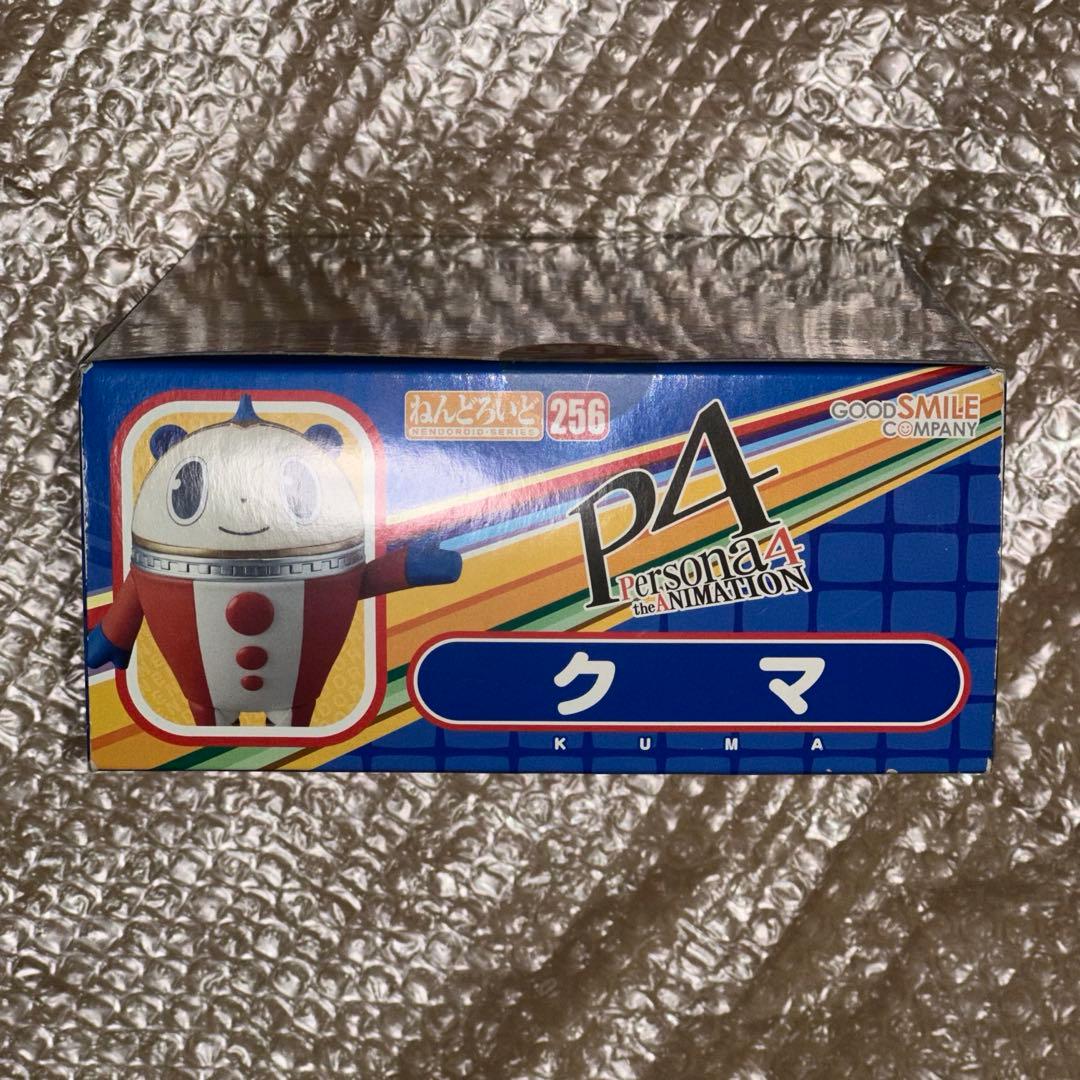 ねんどろいど 256
NENDOROID-SERIES
GOOD SMILE
COMPANY
P4
Persona4
the ANIMATION
クマ
KUMA